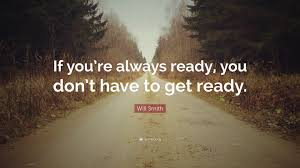 If you're always ready, you
don't have to get ready.
Will Smith